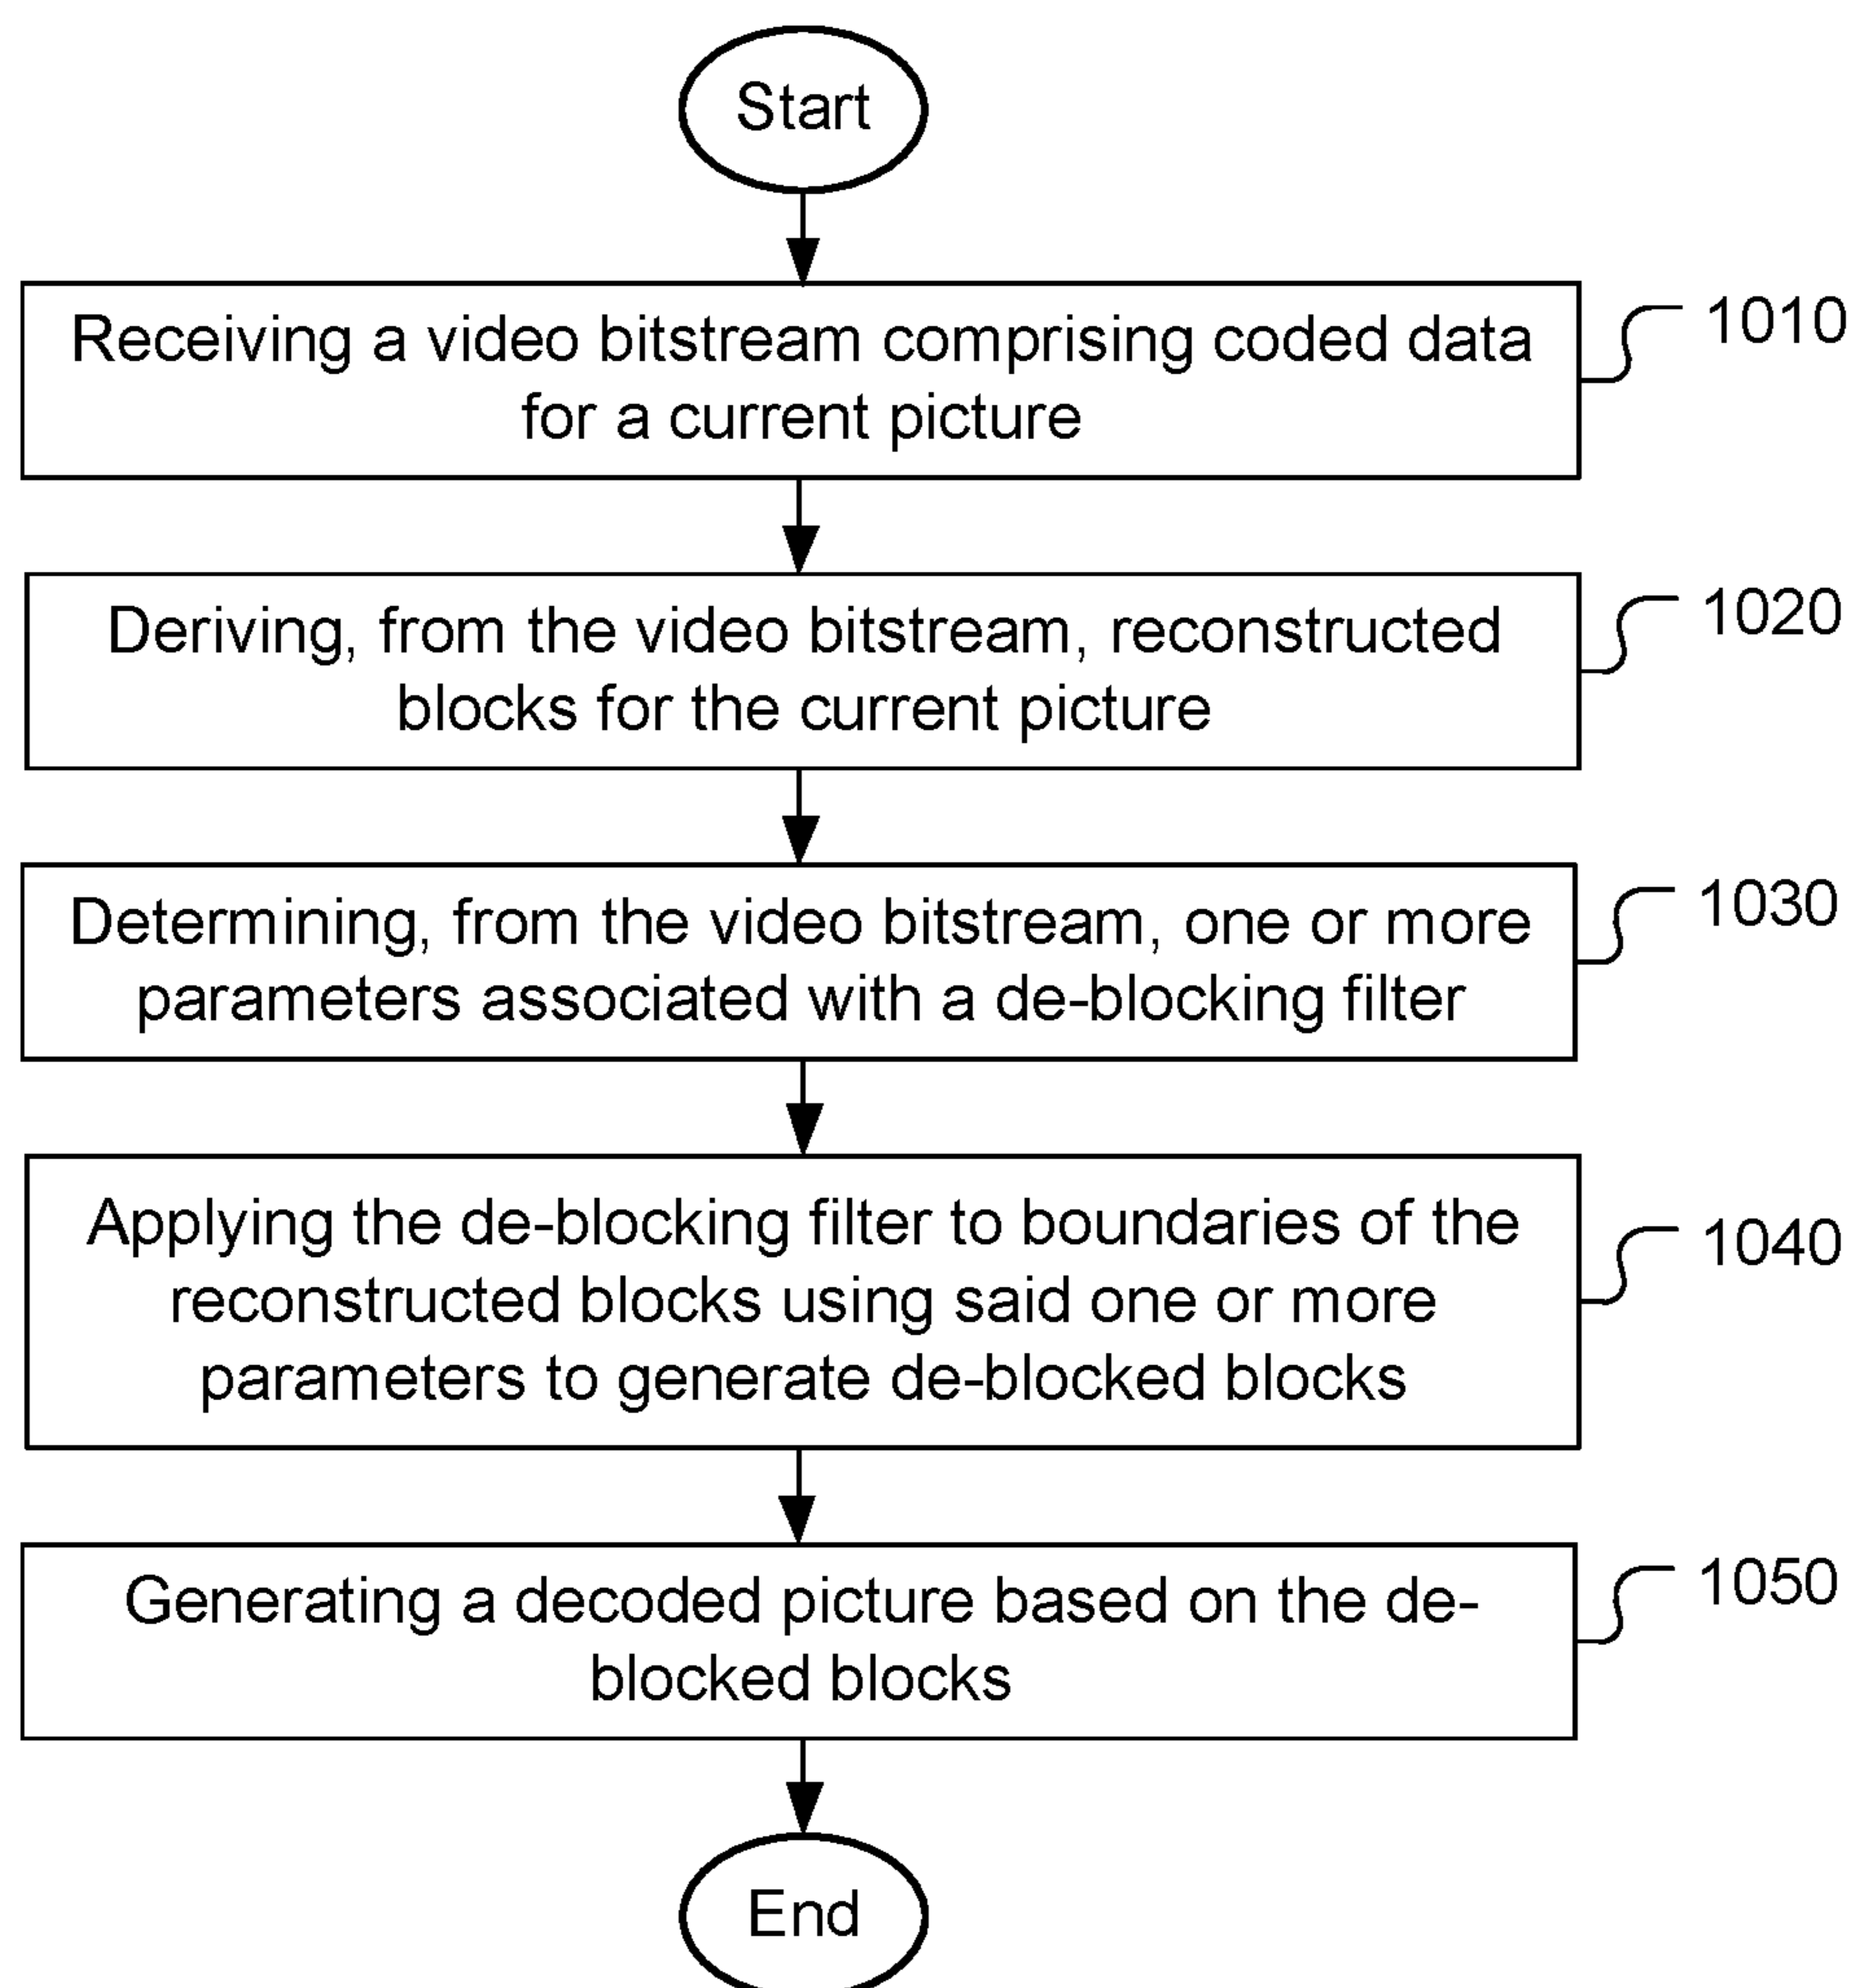 Start
Receiving a video bitstream comprising coded data
for a current picture
1010
Deriving, from the video bitstream, reconstructed
blocks for the current picture
1020
Determining, from the video bitstream, one or more
parameters associated with a de-blocking filter
1030
Applying the de-blocking filter to boundaries of the
reconstructed blocks using said one or more
parameters to generate de-blocked blocks
1040
Generating a decoded picture based on the de-
blocked blocks
1050
End